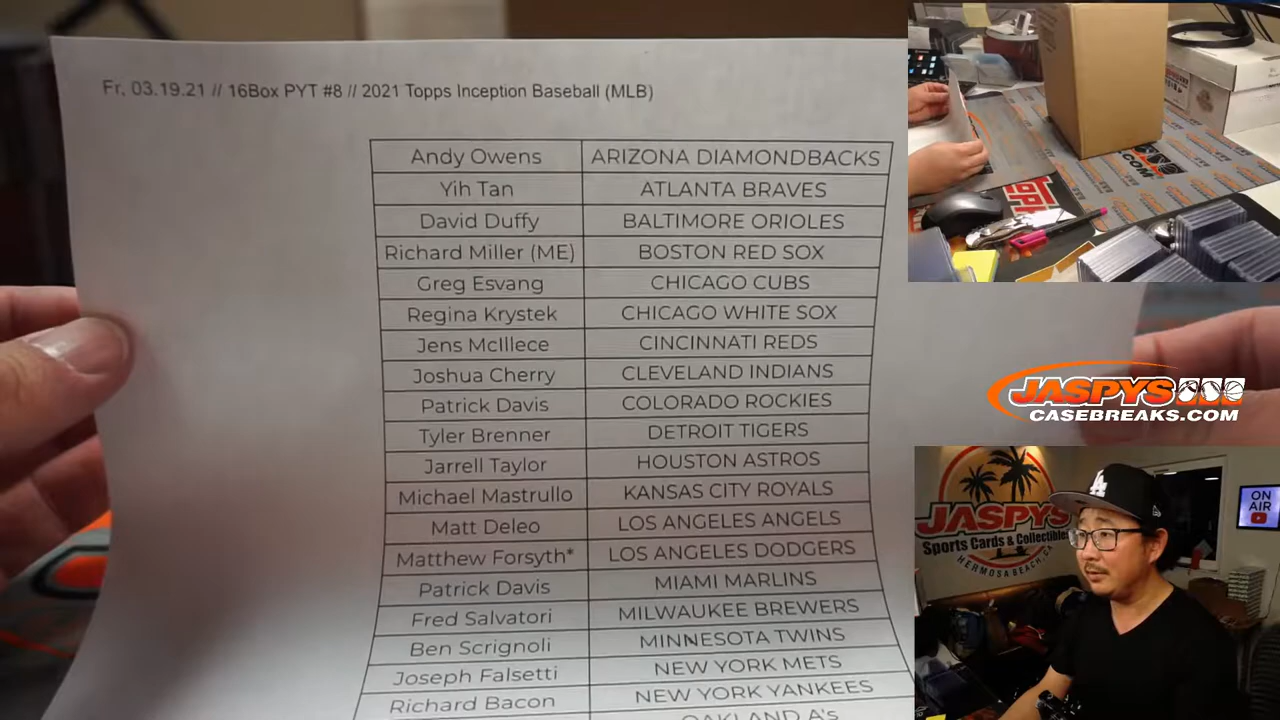 Fr, 03.19.21 // 16Box PYT #8 // 2021 Topps Inception Baseball (MLB)
Andy Owens ARIZONA DIAMONDBACKS
Yih Tan ATLANTA BRAVES
David Duffy BALTIMORE ORIOLES
Richard Miller (ME) BOSTON RED SOX
Greg Esvang CHICAGO CUBS
Regina Krystek CHICAGO WHITE SOX
Jens McIllece CINCINNATI REDS
Joshua Cherry CLEVELAND INDIANS
Patrick Davis COLORADO ROCKIES
Tyler Brenner DETROIT TIGERS
Jarrell Taylor HOUSTON ASTROS
Michael Mastrullo KANSAS CITY ROYALS
Matt Deleo LOS ANGELES ANGELS
Matthew Forsyth* LOS ANGELES DODGERS
Patrick Davis MIAMI MARLINS
Fred Salvatori MILWAUKEE BREWERS
Ben Scrignoli MINNESOTA TWINS
Joseph Falsetti NEW YORK METS
Richard Bacon NEW YORK YANKEES
OAKLAND A's
.COM
JASPYS
CASEBREAKS.COM
JASPYS
Sports Cards & Collectibles
HERMOSA BEACH, CA
LA
ON
AIR